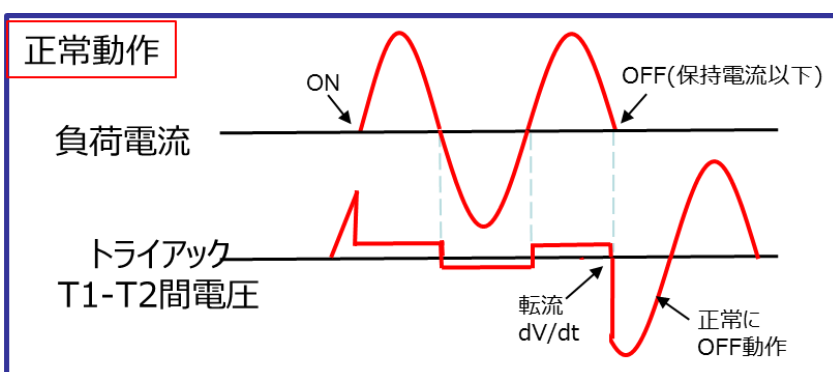 正常動作
ON
OFF(保持電流以下)
負荷電流
トライアック
T1-T2間電圧
転流
dV/dt
正常に
OFF動作